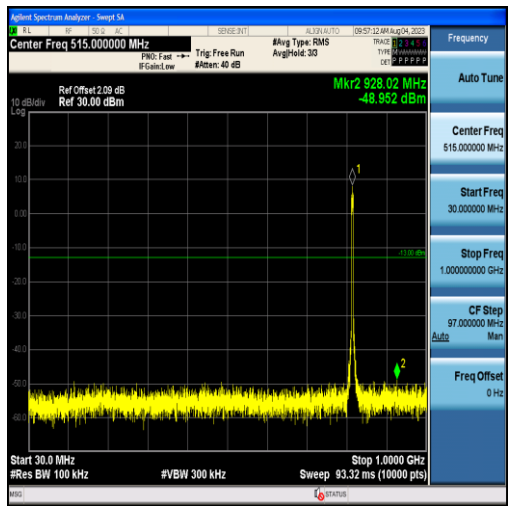 Agilent Spectrum Analyzer - Swept SA
RL RF 50 Ω AC SENSE:INT ALIGN AUTO 09:57:12 AM Aug 04, 2023
Center Freq 515.000000 MHz
PNO: Fast
IFGain:Low
Trig: Free Run
#Atten: 40 dB
#Avg Type: RMS
Avg|Hold: 3/3
TRACE 1 2 3 4 5 6
TYPE M
DET P P P P P P
Frequency
Ref Offset 2.09 dB
10 dB/div Ref 30.00 dBm
Log
Mkr2 928.02 MHz
-48.952 dBm
20.0
10.0
0.00
-10.0
-20.0
-30.0
-40.0
-50.0
-60.0
1
-13.00 dBm
2
Start 30.0 MHz
Stop 1.0000 GHz
#Res BW 100 kHz
#VBW 300 kHz
Sweep 93.32 ms (10000 pts)
MSG
STATUS
Auto Tune
Center Freq
515.000000 MHz
Start Freq
30.000000 MHz
Stop Freq
1.000000000 GHz
CF Step
97.000000 MHz
Auto Man
Freq Offset
0 Hz